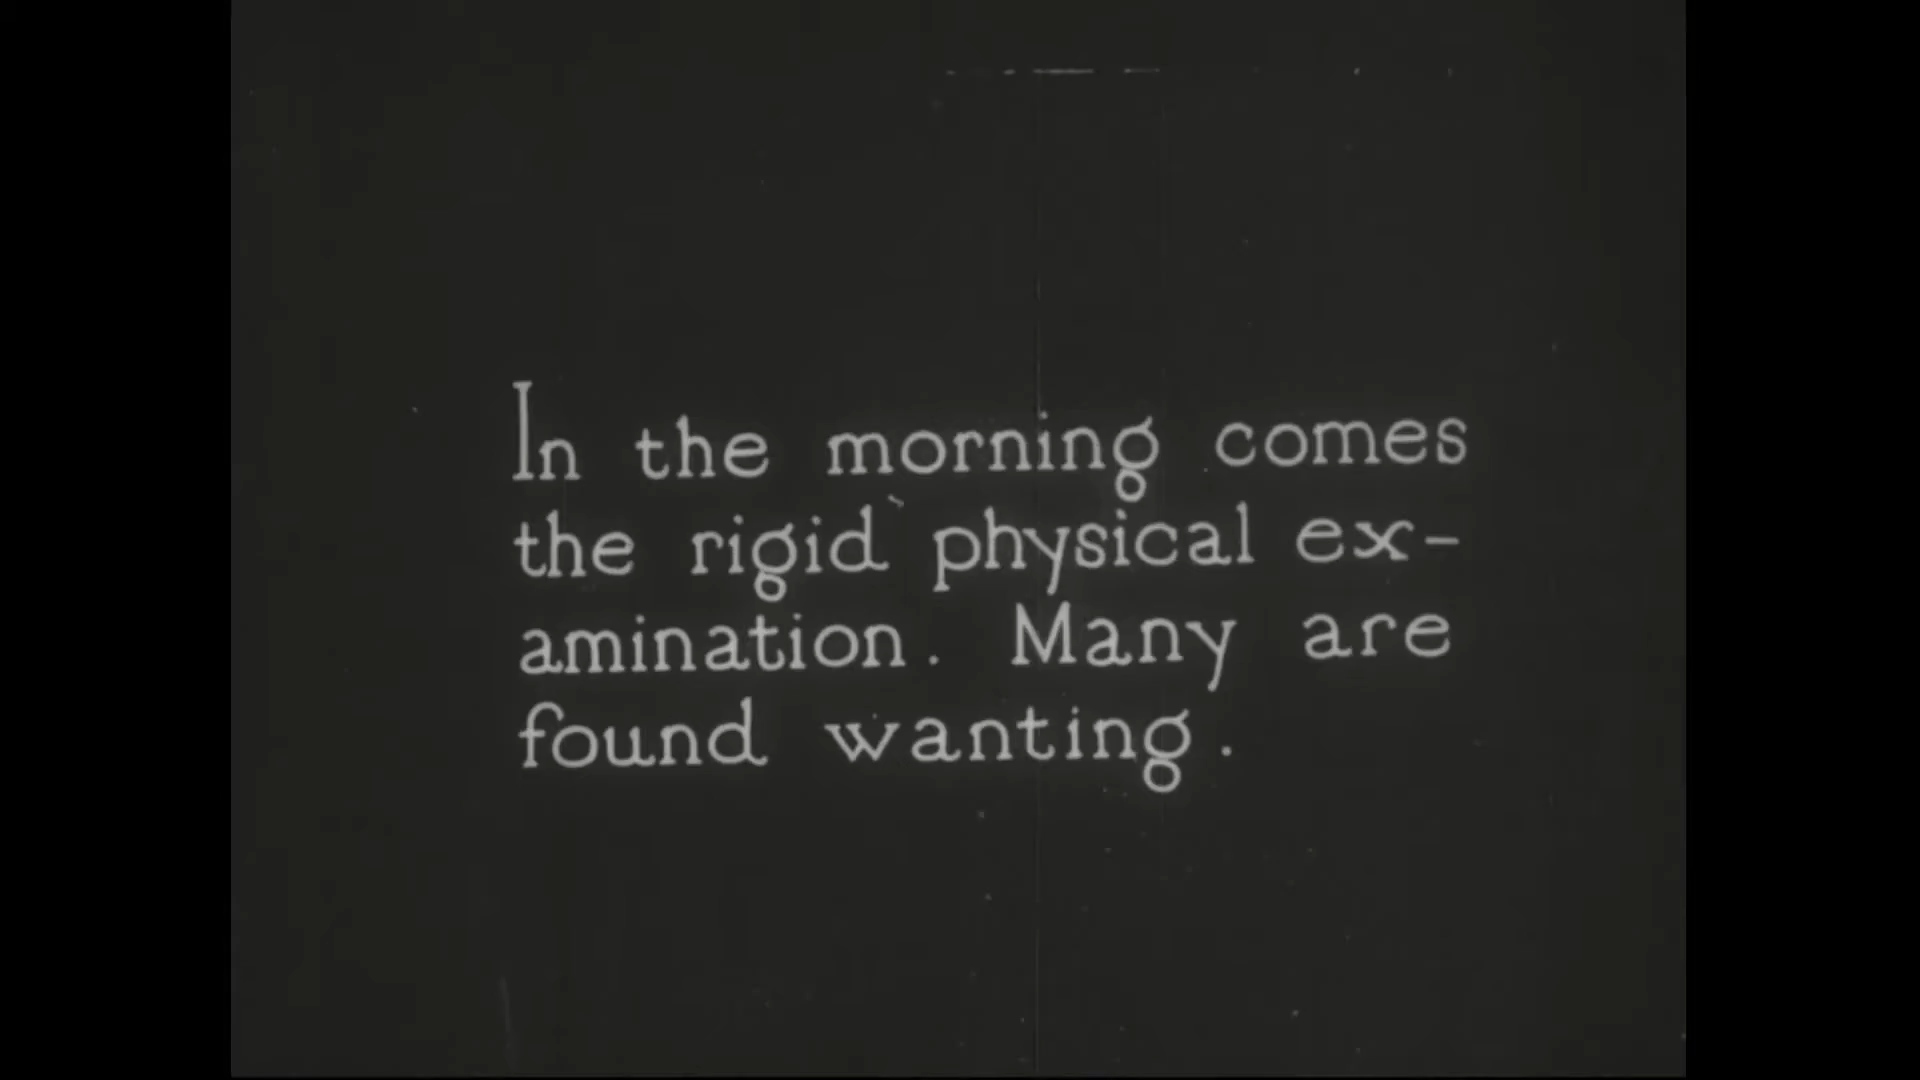 In the morning comes
the rigid physical ex-
amination. Many are
found wanting.